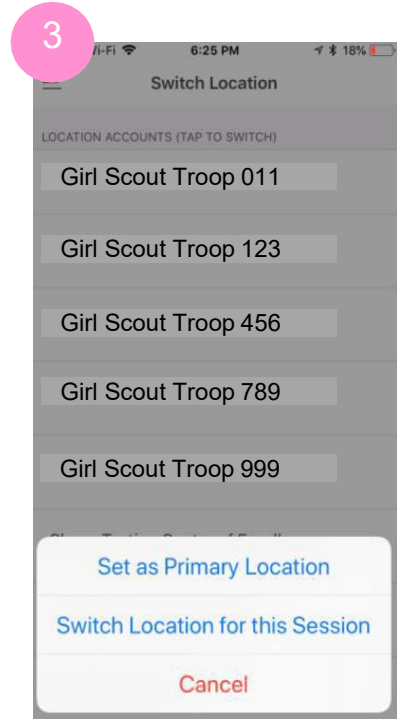 3
i-Fi 6:25 PM 18%
Switch Location
LOCATION ACCOUNTS (TAP TO SWITCH)
Girl Scout Troop 011
Girl Scout Troop 123
Girl Scout Troop 456
Girl Scout Troop 789
Girl Scout Troop 999
Set as Primary Location
Switch Location for this Session
Cancel